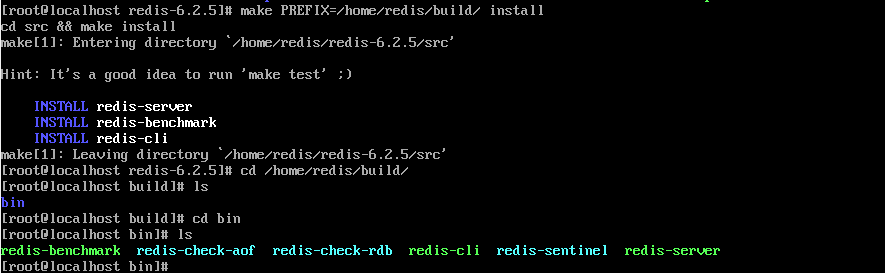 [root@localhost redis-6.2.5]# make PREFIX=/home/redis/build/ install
cd src && make install
make[1]: Entering directory `/home/redis/redis-6.2.5/src'
Hint: It's a good idea to run 'make test' ;)
INSTALL redis-server
INSTALL redis-benchmark
INSTALL redis-cli
make[1]: Leaving directory `/home/redis/redis-6.2.5/src'
[root@localhost redis-6.2.5]# cd /home/redis/build/
[root@localhost build]# ls
bin
[root@localhost build]# cd bin
[root@localhost bin]# ls
redis-benchmark redis-check-aof redis-check-rdb redis-cli redis-sentinel redis-server
[root@localhost bin]#